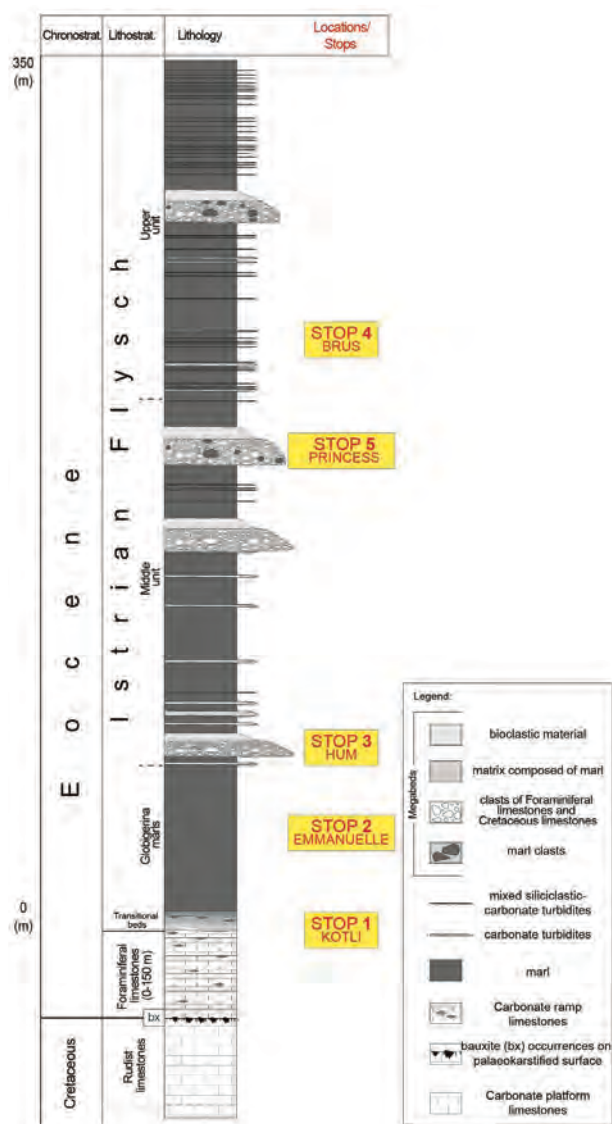 Chronostrat.
Lithostrat.
Lithology
Locations/
Stops
350
(m)
Upper
unit
STOP 4
BRUS
Istrian Flysch
STOP 5
PRINCESS
Eocene
Middle
unit
STOP 3
HUM
Globigerina
marls
STOP 2
EMMANUELLE
0
(m)
Transitional
beds
STOP 1
KOTLI
Foraminiferal
limestones
(0-150 m)
bx
Cretaceous
Rudist
limestones
Legend:
Megabeds
bioclastic material
matrix composed of marl
clasts of Foraminiferal
limestones and
Cretaceous limestones
marl clasts
mixed siliciclastic-
carbonate turbidites
carbonate turbidites
marl
Carbonate ramp
limestones
bauxite (bx) occurrences on
palaeokarstified surface
Carbonate platform
limestones